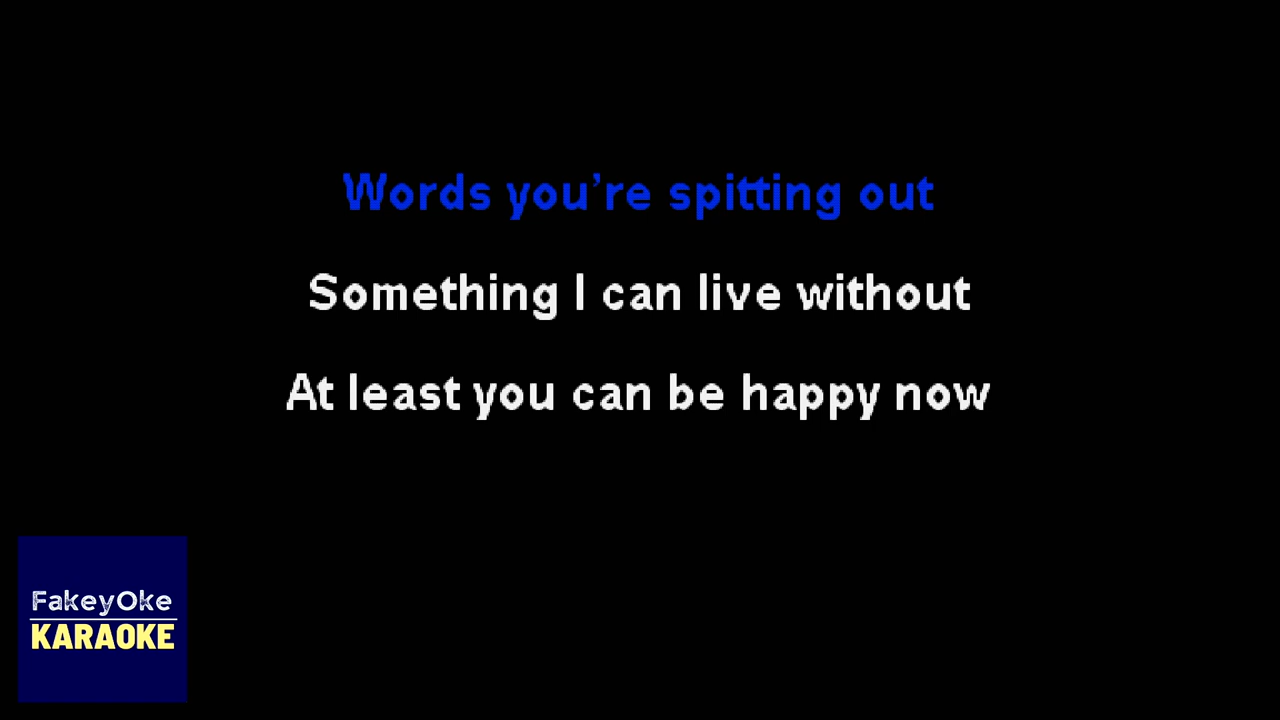 Words you’re spitting out
Something I can live without
At least you can be happy now
FakeyOke
KARAOKE